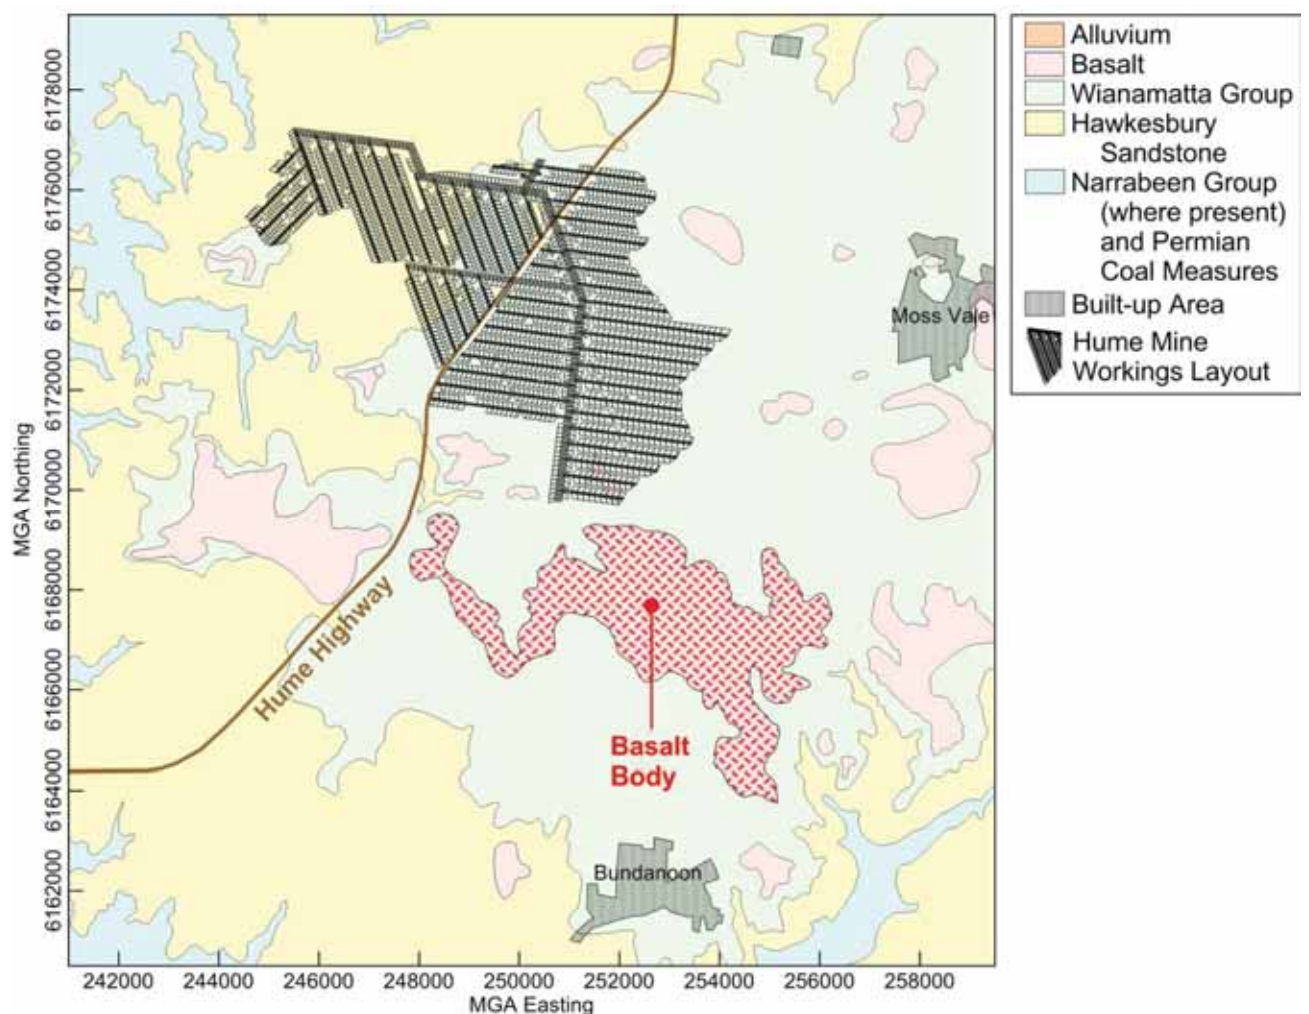 Alluvium
Basalt
Wianamatta Group
Hawkesbury
Sandstone
Narrabeen Group
(where present)
and Permian
Coal Measures
Built-up Area
Hume Mine
Workings Layout
MGA Northing
6178000
6176000
6174000
6172000
6170000
6168000
6166000
6164000
6162000
Moss Vale
Hume Highway
Basalt
Body
Bundanoon
242000
244000
246000
248000
250000
252000
254000
256000
258000
MGA Easting